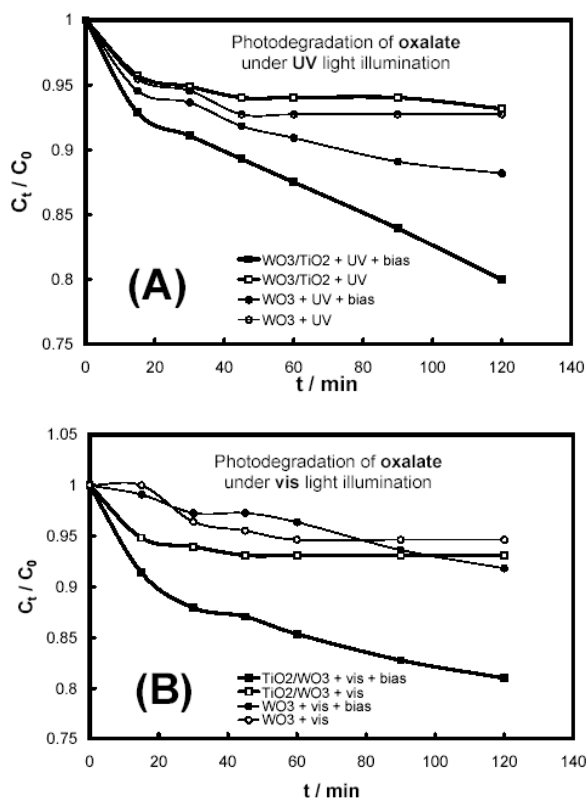 1
0.95
0.9
0.85
0.8
0.75
C_t / C_0
Photodegradation of oxalate
under UV light illumination
(A)
WO3/TiO2 + UV + bias
WO3/TiO2 + UV
WO3 + UV + bias
WO3 + UV
0 20 40 60 80 100 120 140
t / min
1.05
1
0.95
0.9
0.85
0.8
0.75
C_t / C_0
Photodegradation of oxalate
under vis light illumination
(B)
TiO2/WO3 + vis + bias
TiO2/WO3 + vis
WO3 + vis + bias
WO3 + vis
0 20 40 60 80 100 120 140
t / min